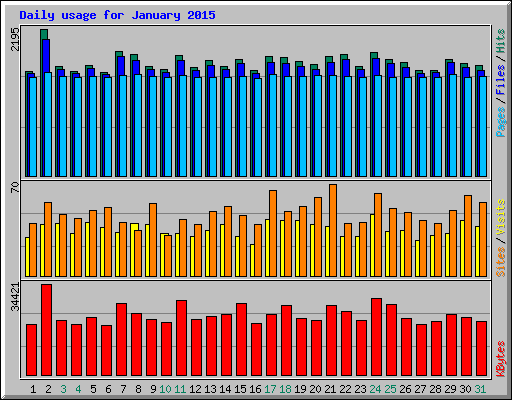 Daily usage for January 2015
2195
Pages / Files / Hits
70
Sites / Visits
34421
KBytes
1 2 3 4 5 6 7 8 9 10 11 12 13 14 15 16 17 18 19 20 21 22 23 24 25 26 27 28 29 30 31